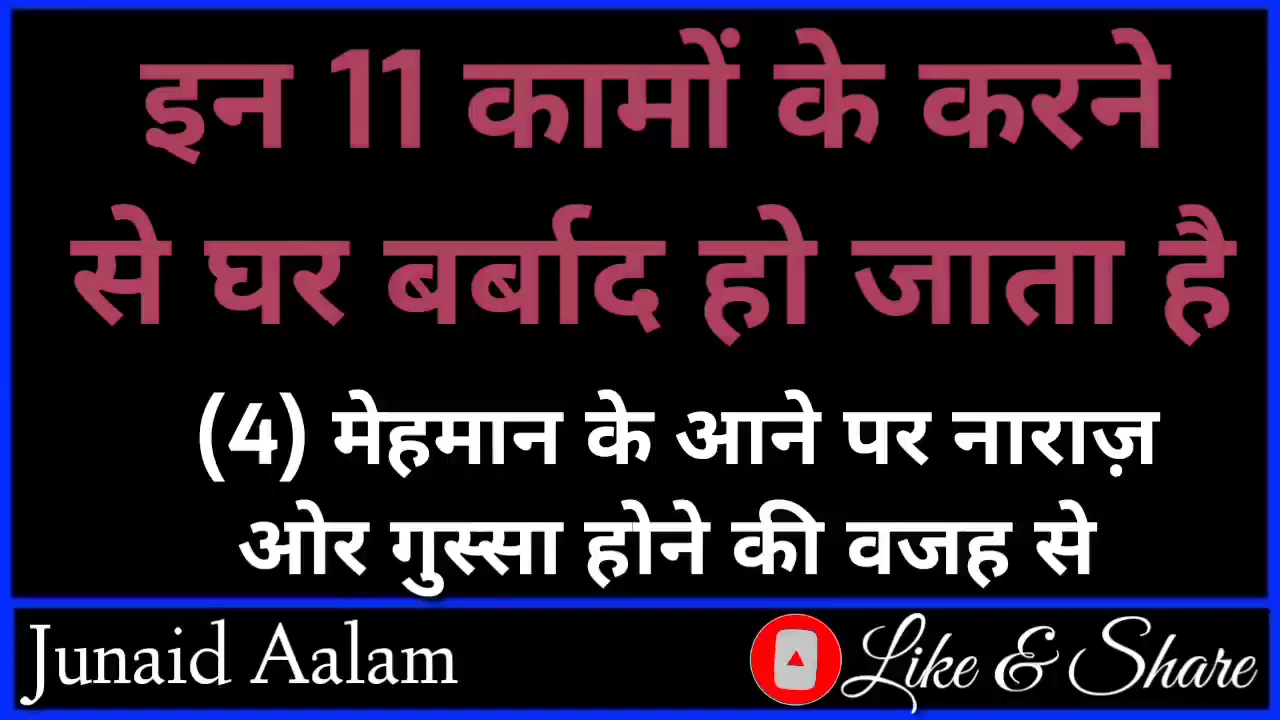 इन 11 कामों के करने
से घर बर्बाद हो जाता है
(4) मेहमान के आने पर नाराज़
ओर गुस्सा होने की वजह से
Junaid Aalam
Like & Share